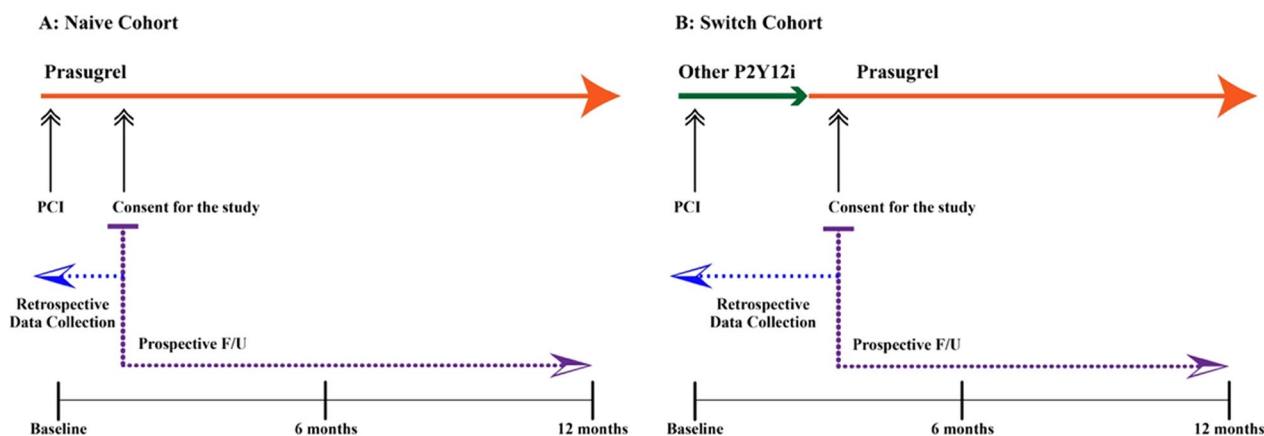 A: Naive Cohort
Prasugrel
PCI
Consent for the study
Retrospective
Data Collection
Prospective F/U
Baseline
6 months
12 months
B: Switch Cohort
Other P2Y12i
Prasugrel
PCI
Consent for the study
Retrospective
Data Collection
Prospective F/U
Baseline
6 months
12 months